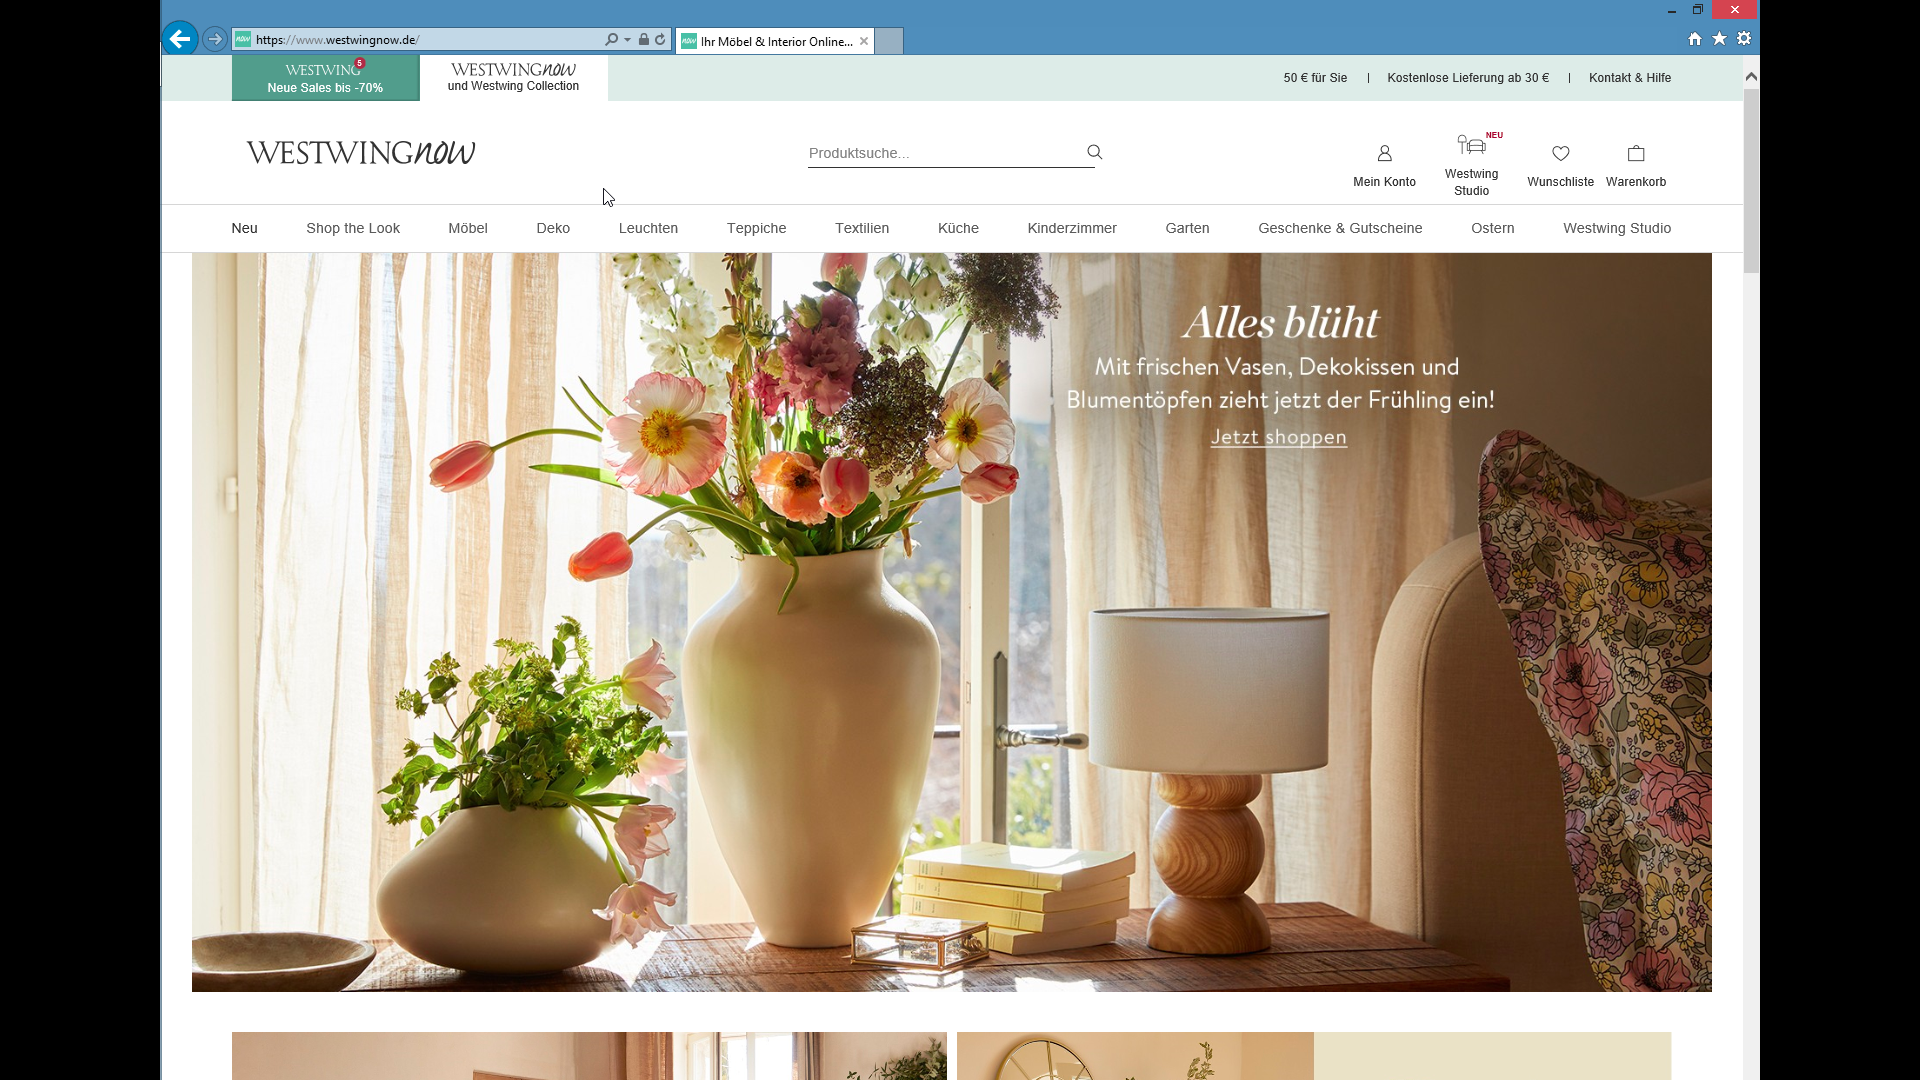 https://www.westwingnow.de/
Ihr Möbel & Interior Online...
WESTWING
5
Neue Sales bis -70%
WESTWINGnow
und Westwing Collection
50 € für Sie | Kostenlose Lieferung ab 30 € | Kontakt & Hilfe
WESTWINGnow
Produktsuche...
Mein Konto
NEU
Westwing
Studio
Wunschliste
Warenkorb
Neu Shop the Look Möbel Deko Leuchten Teppiche Textilien Küche Kinderzimmer Garten Geschenke & Gutscheine Ostern Westwing Studio
Alles blüht
Mit frischen Vasen, Dekokissen und
Blumentöpfen zieht jetzt der Frühling ein!
Jetzt shoppen